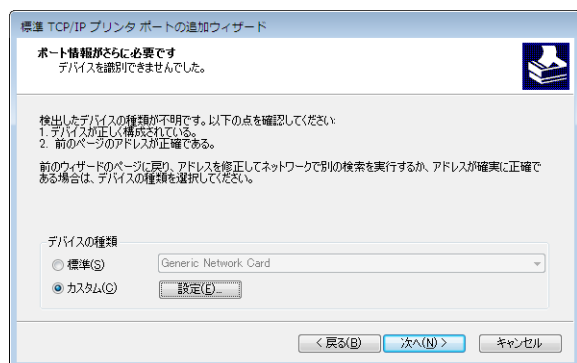 標準 TCP/IP プリンタ ポートの追加ウィザード
ポート情報がさらに必要です
デバイスを識別できませんでした。
検出したデバイスの種類が不明です。以下の点を確認してください:
1. デバイスが正しく構成されている。
2. 前のページのアドレスが正確である。
前のウィザードのページに戻り、アドレスを修正してネットワークで別の検索を実行するか、アドレスが確実に正確で
ある場合は、デバイスの種類を選択してください。
デバイスの種類
標準(S) Generic Network Card
カスタム(C) 設定(E)...
< 戻る(B) 次へ(N) > キャンセル